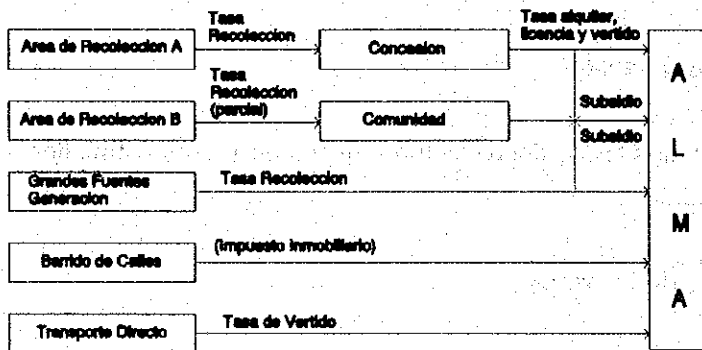 Tasa
Recoleccion
Tasa alquiler,
licencia y vertido
Area de Recoleccion A
Concesion
A
Tasa
Recoleccion
(parcial)
Subsidio
Area de Recoleccion B
Comunidad
Subsidio
L
Grandes Fuentes
Generacion
Tasa Recoleccion
M
(Impuesto Inmobiliario)
Barrido de Calles
A
Tasa de Vertido
Transporte Directo